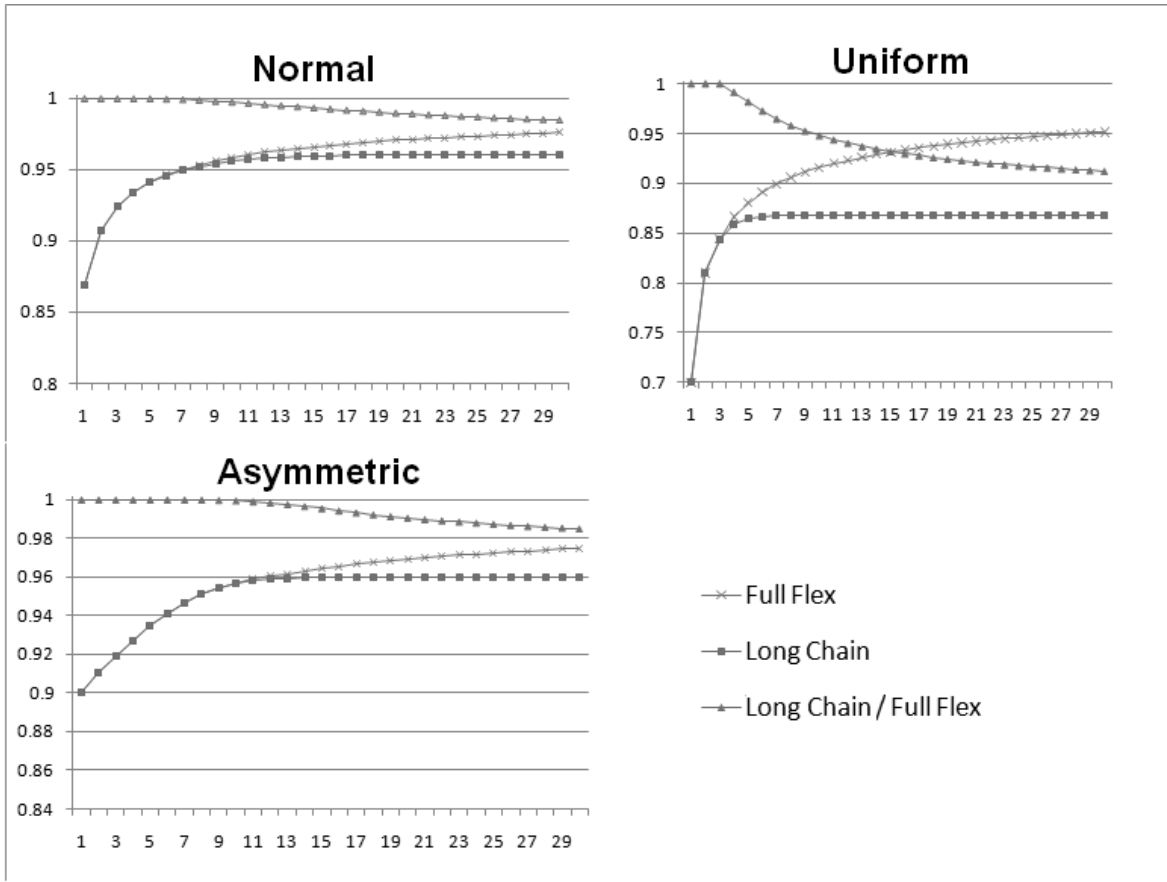 Normal
1
0.95
0.9
0.85
0.8
1 3 5 7 9 11 13 15 17 19 21 23 25 27 29
Uniform
1
0.95
0.9
0.85
0.8
0.75
0.7
1 3 5 7 9 11 13 15 17 19 21 23 25 27 29
Asymmetric
1
0.98
0.96
0.94
0.92
0.9
0.88
0.86
0.84
1 3 5 7 9 11 13 15 17 19 21 23 25 27 29
Full Flex
Long Chain
Long Chain / Full Flex